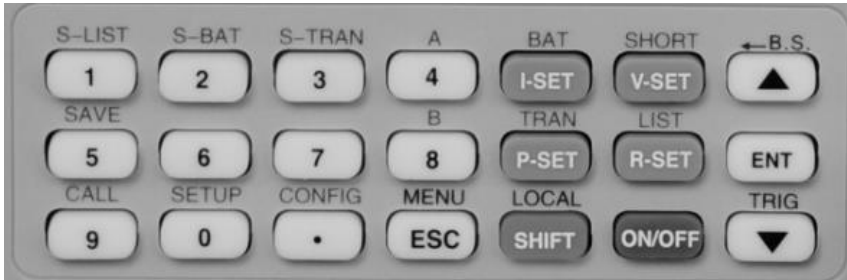 S-LIST S-BAT S-TRAN A BAT SHORT ←B.S.
1 2 3 4 I-SET V-SET ▲
SAVE B TRAN LIST
5 6 7 8 P-SET R-SET ENT
CALL SETUP CONFIG MENU LOCAL TRIG
9 0 . ESC SHIFT ON/OFF ▼